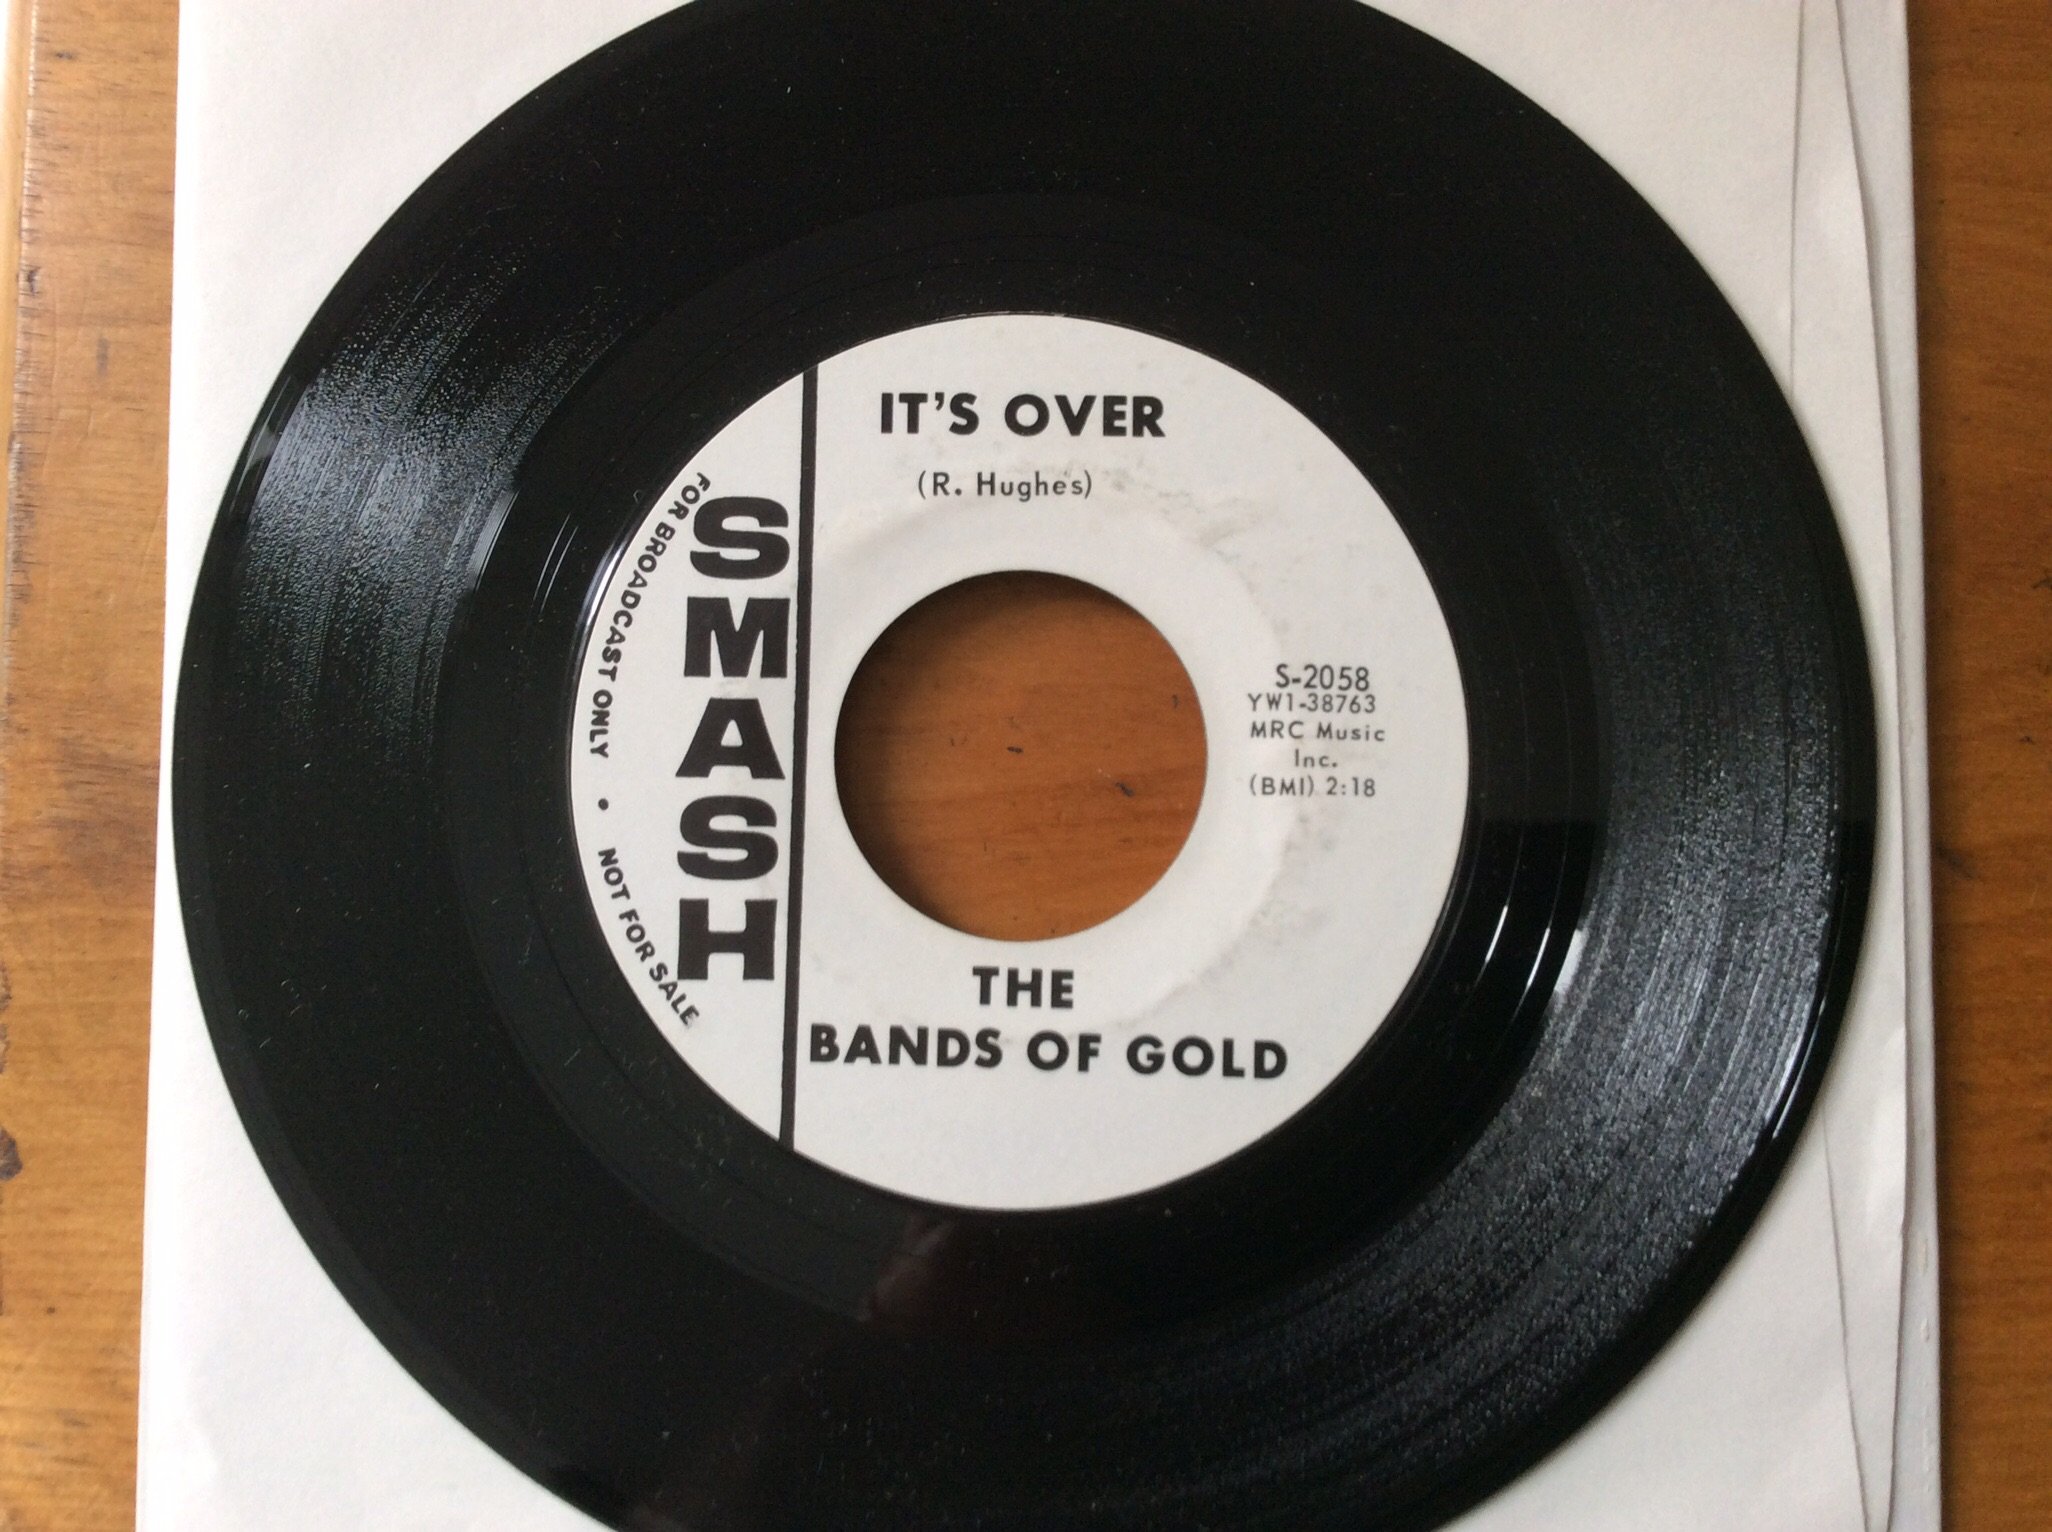 IT'S OVER
(R. Hughes)
SMASH
FOR BROADCAST ONLY • NOT FOR SALE
S-2058
YW1-38763
MRC Music
Inc.
(BMI) 2:18
THE
BANDS OF GOLD